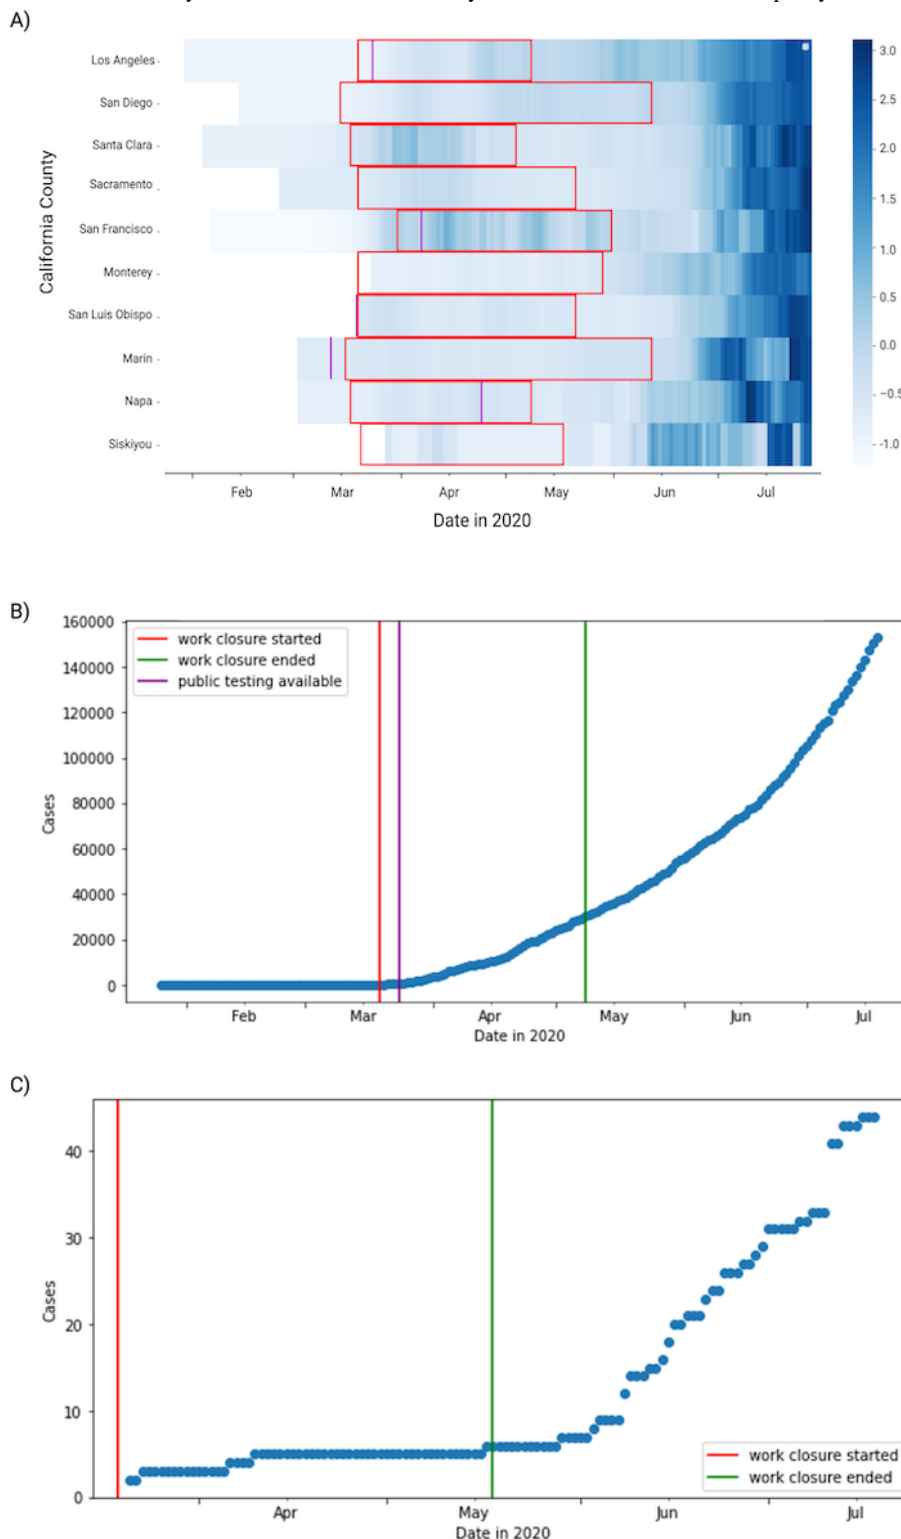 A)
Los Angeles
San Diego
Santa Clara
Sacramento
San Francisco
Monterey
San Luis Obispo
Marin
Napa
Siskiyou
California County
3.0
2.0
1.5
1.0
0.5
0.0
−0.5
-1.0
Feb Mar Apr May Jun Jul
Date in 2020
B)
160000
140000
120000
100000
80000
60000
40000
20000
0
Cases
work closure started
work closure ended
public testing available
Feb Mar Apr May Jun Jul
Date in 2020
C)
40
30
20
10
0
Cases
work closure started
work closure ended
Apr May Jun Jul
Date in 2020